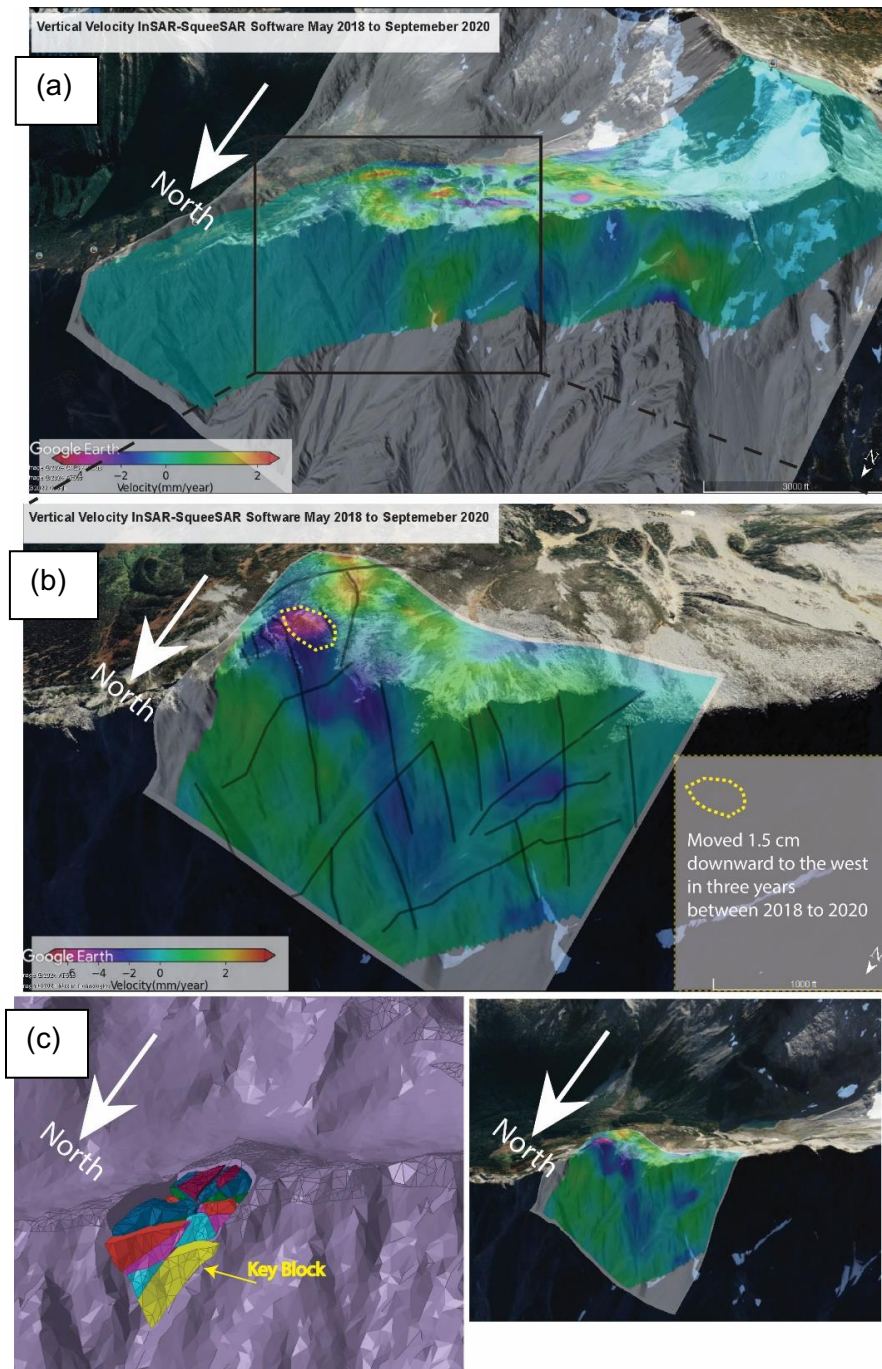 Vertical Velocity InSAR-SqueeSAR Software May 2018 to Septemeber 2020
(a)
North
Google Earth
-4 -2 0 2
Velocity(mm/year)
3000 ft
N
Vertical Velocity InSAR-SqueeSAR Software May 2018 to Septemeber 2020
(b)
North
Moved 1.5 cm
downward to the west
in three years
between 2018 to 2020
Google Earth
-6 -4 -2 0 2
Velocity(mm/year)
1000 ft
N
(c)
North
Key Block
North